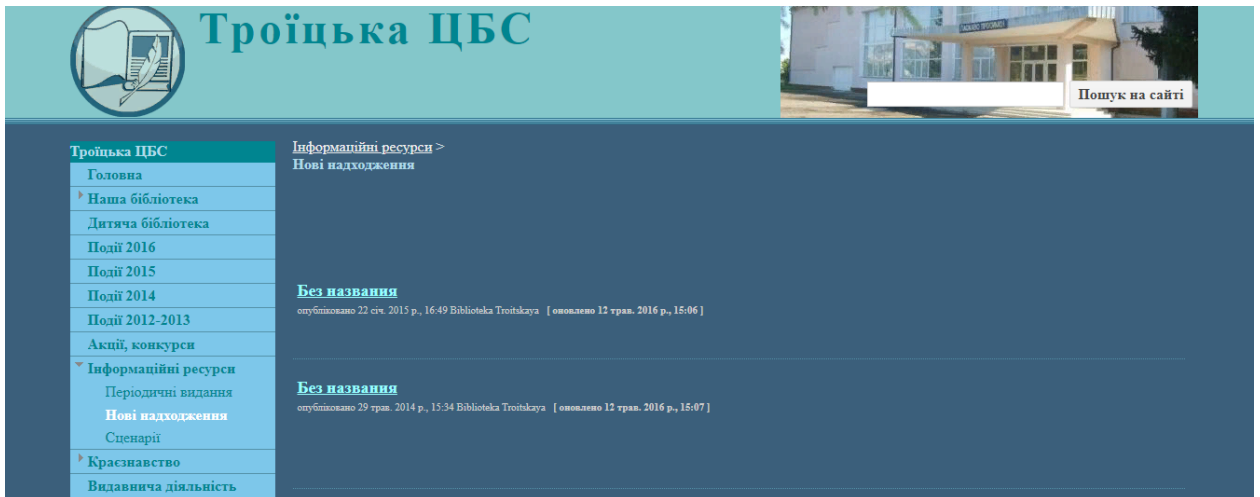 Троїцька ЦБС
Пошук на сайті
Троїцька ЦБС
Головна
Наша бібліотека
Дитяча бібліотека
Події 2016
Події 2015
Події 2014
Події 2012-2013
Акції, конкурси
Інформаційні ресурси
Періодичні видання
Нові надходження
Сценарії
Краєзнавство
Видавнича діяльність
Інформаційні ресурси >
Нові надходження
Без названия
опубліковано 22 січ. 2015 р., 16:49 Biblioteka Troitskaya [ оновлено 12 трав. 2016 р., 15:06 ]
Без названия
опубліковано 29 трав. 2014 р., 15:34 Biblioteka Troitskaya [ оновлено 12 трав. 2016 р., 15:07 ]